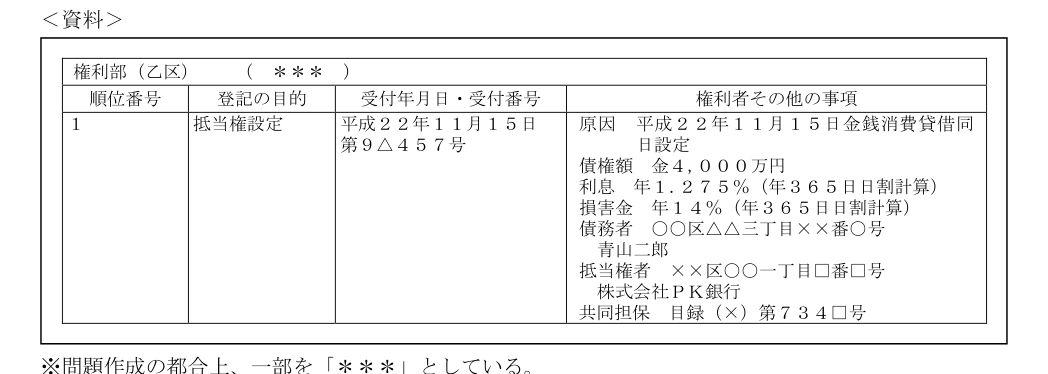 ＜資料＞
権利部（乙区）　（　＊＊＊　）
順位番号　登記の目的　受付年月日・受付番号　権利者その他の事項
1　抵当権設定　平成２２年１１月１５日　原因　平成２２年１１月１５日金銭消費貸借同
第９△４５７号　日設定
債権額　金４,０００万円
利息　年１.２７５％（年３６５日日割計算）
損害金　年１４％（年３６５日日割計算）
債務者　〇〇区△△三丁目××番〇号
青山二郎
抵当権者　××区〇〇一丁目□番□号
株式会社ＰＫ銀行
共同担保　目録（×）第７３４□号
※問題作成の都合上、一部を「＊＊＊」としている。